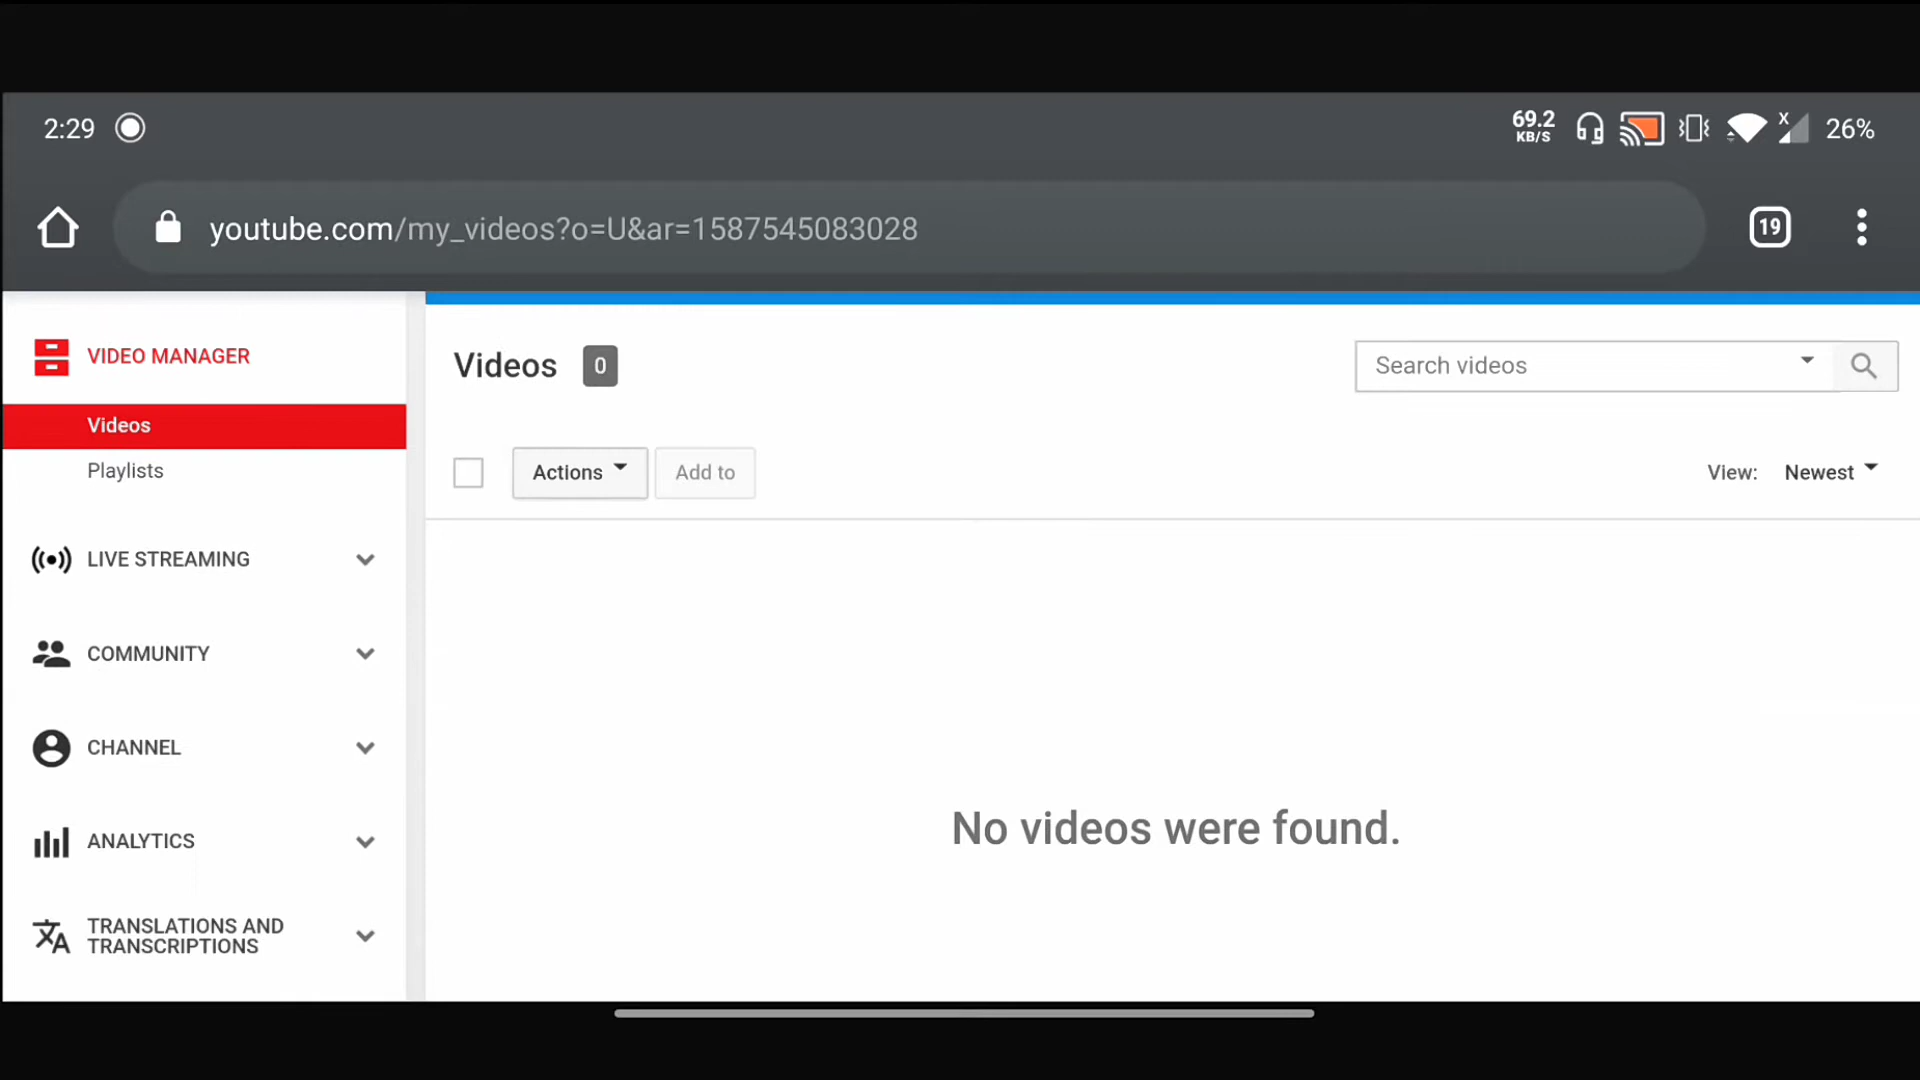 2:29
69.2
KB/S
X
26%
youtube.com/my_videos?o=U&ar=1587545083028
19
VIDEO MANAGER
Videos
Playlists
LIVE STREAMING
COMMUNITY
CHANNEL
ANALYTICS
TRANSLATIONS AND
TRANSCRIPTIONS
Videos 0
Search videos
Actions
Add to
View: Newest
No videos were found.